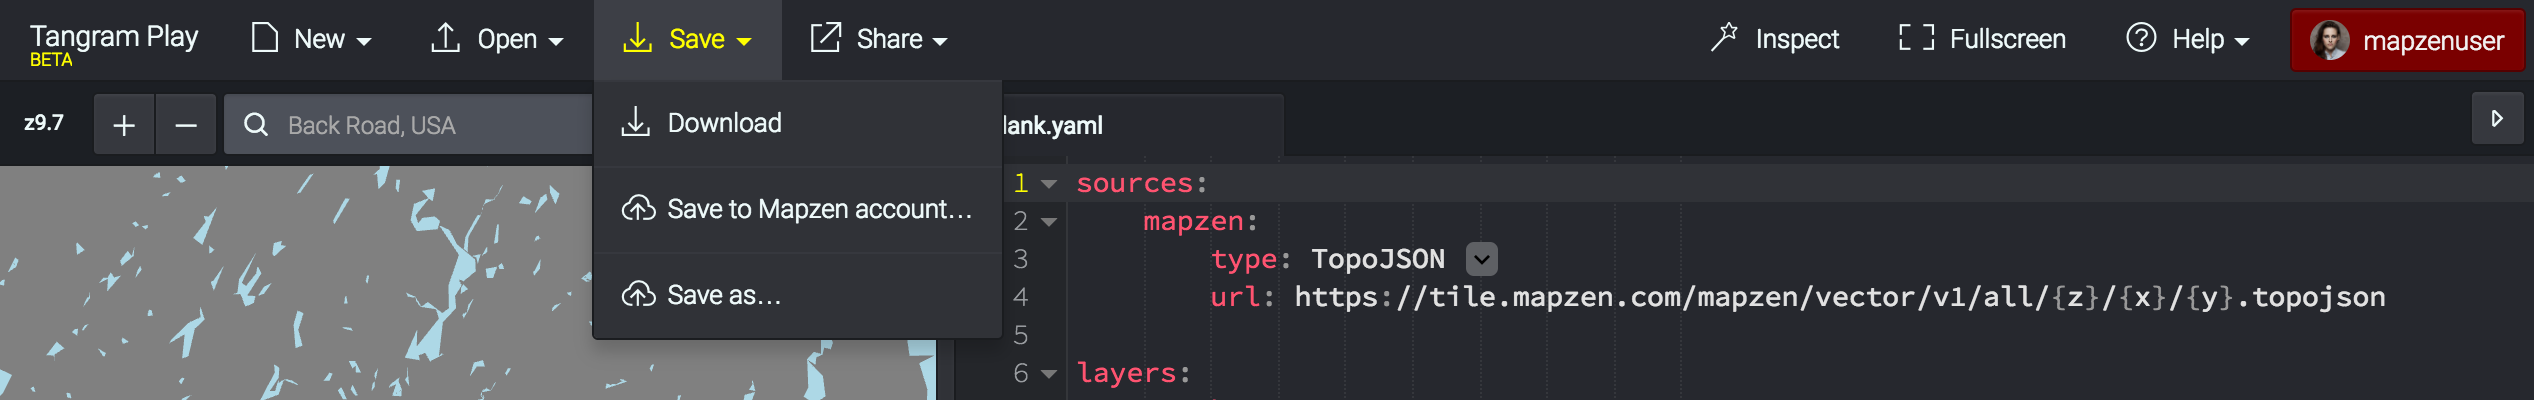 Tangram Play
BETA
New
Open
Save
Share
Inspect
Fullscreen
Help
mapzenuser
z9.7
+
−
Back Road, USA
Download
Save to Mapzen account...
Save as...
lank.yaml
1 sources:
2 mapzen:
3 type: TopoJSON
4 url: https://tile.mapzen.com/mapzen/vector/v1/all/{z}/{x}/{y}.topojson
5
6 layers: